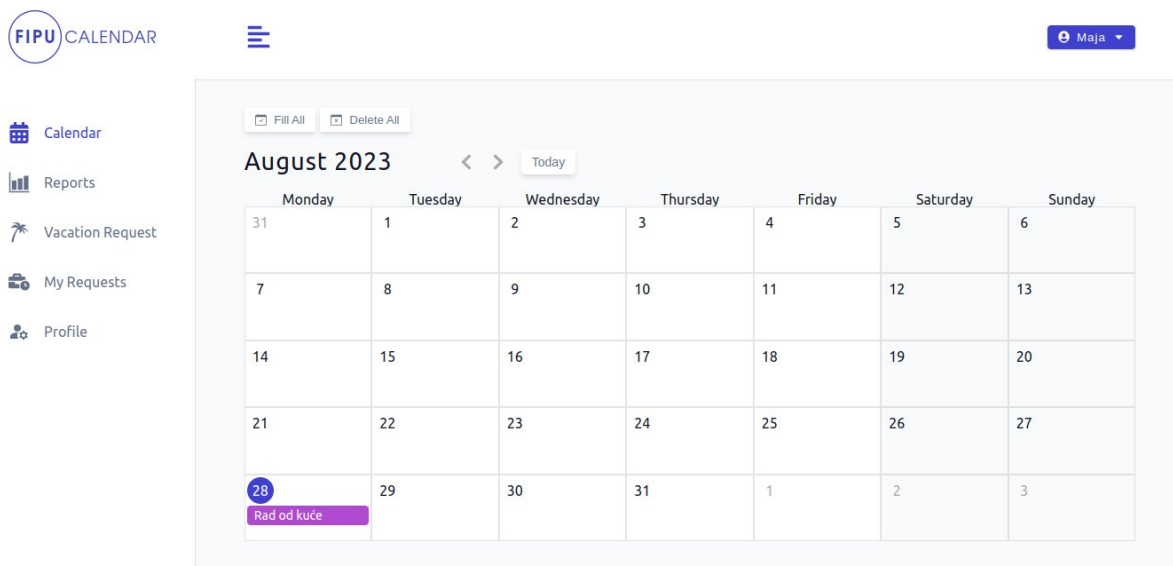 FIPU CALENDAR
Maja
Calendar
Reports
Vacation Request
My Requests
Profile
Fill All Delete All
August 2023 Today
Monday Tuesday Wednesday Thursday Friday Saturday Sunday
31 1 2 3 4 5 6
7 8 9 10 11 12 13
14 15 16 17 18 19 20
21 22 23 24 25 26 27
28 29 30 31 1 2 3
Rad od kuće